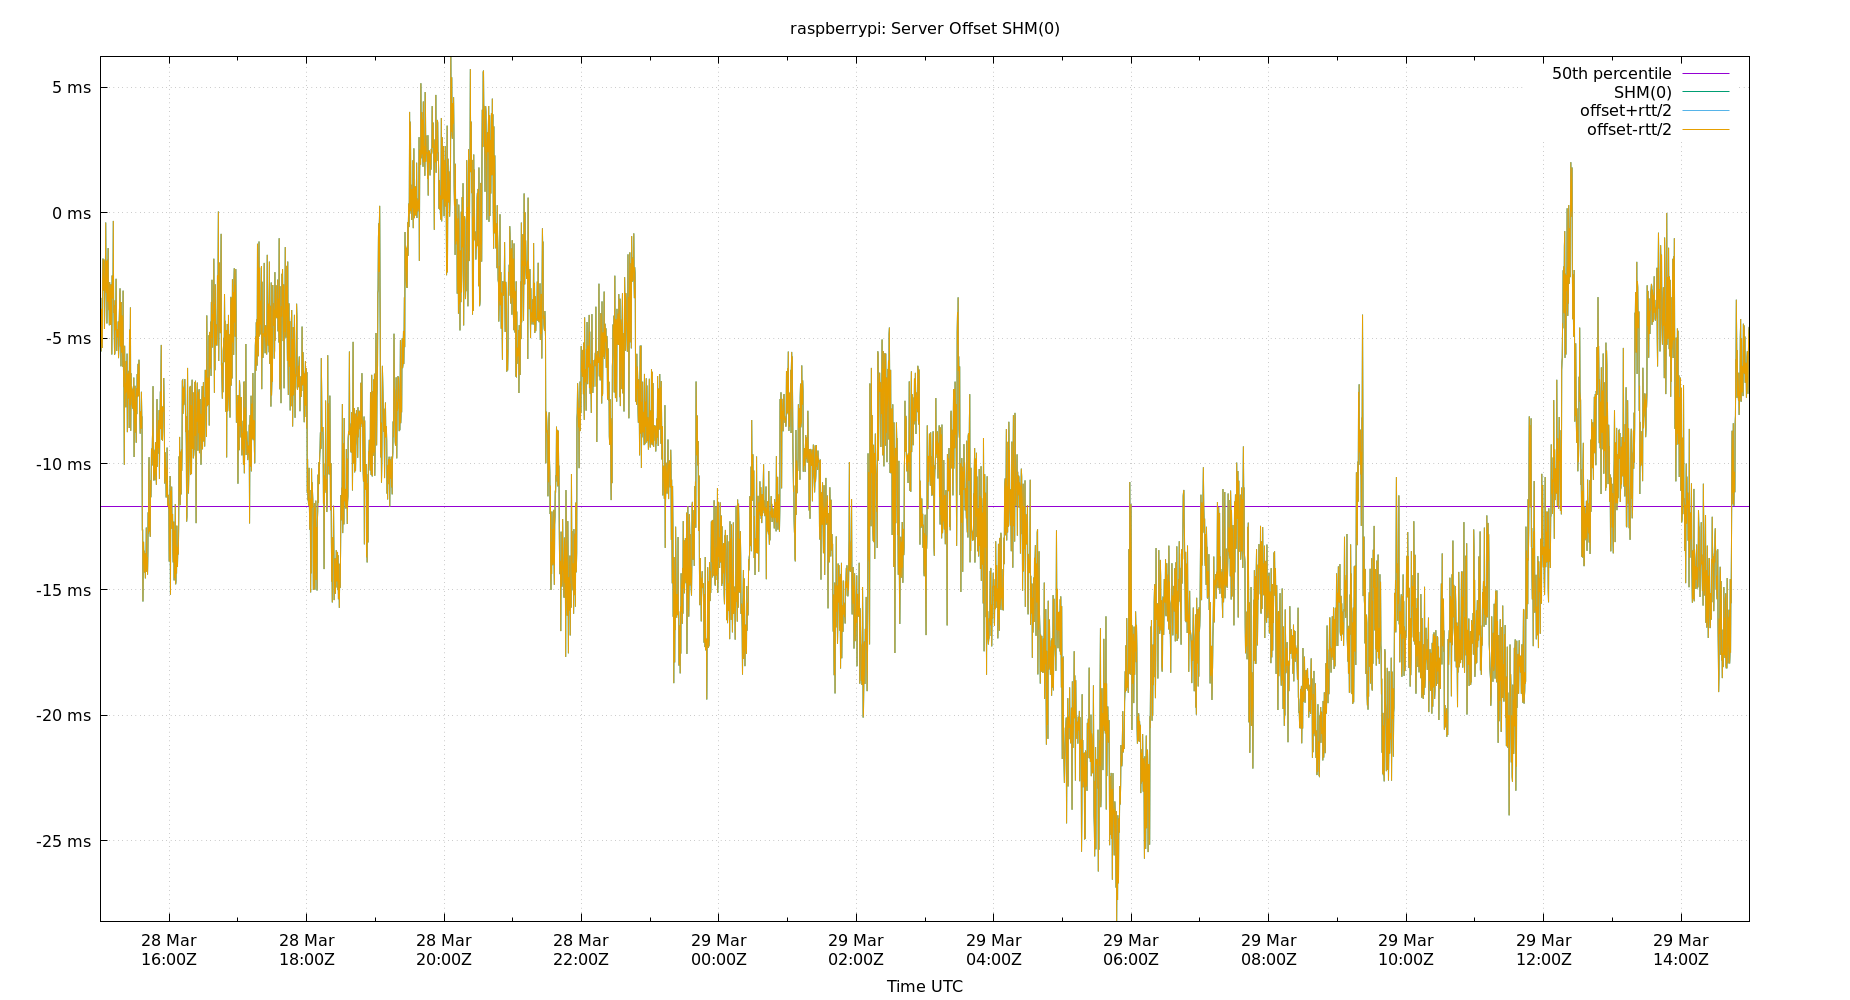 raspberrypi: Server Offset SHM(0)
50th percentile
SHM(0)
offset+rtt/2
offset-rtt/2
5 ms
0 ms
-5 ms
-10 ms
-15 ms
-20 ms
-25 ms
28 Mar 28 Mar 28 Mar 28 Mar 29 Mar 29 Mar 29 Mar 29 Mar 29 Mar 29 Mar 29 Mar 29 Mar
16:00Z 18:00Z 20:00Z 22:00Z 00:00Z 02:00Z 04:00Z 06:00Z 08:00Z 10:00Z 12:00Z 14:00Z
Time UTC